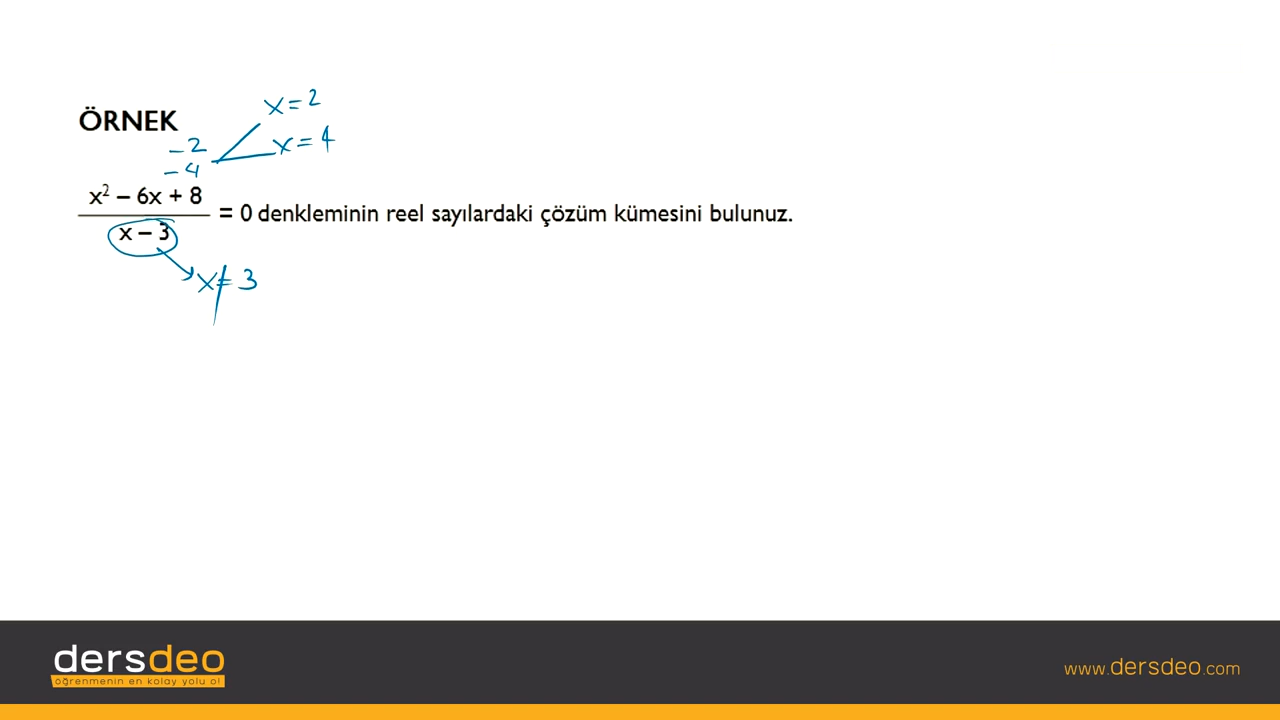 ÖRNEK
x = 2
x = 4
-2
-4
x² – 6x + 8
x – 3
= 0 denkleminin reel sayılardaki çözüm kümesini bulunuz.
x ≠ 3
dersdeo
öğrenmenin en kolay yolu o!
www.dersdeo.com